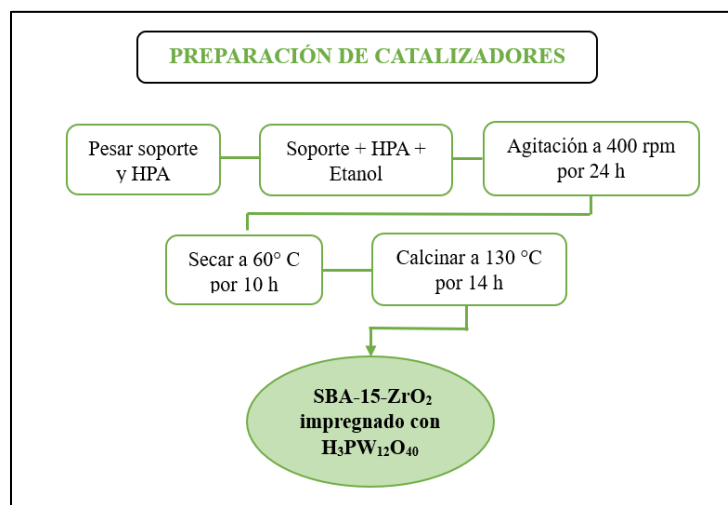 PREPARACIÓN DE CATALIZADORES
Pesar soporte
y HPA
Soporte + HPA +
Etanol
Agitación a 400 rpm
por 24 h
Secar a 60° C
por 10 h
Calcinar a 130 °C
por 14 h
SBA-15-ZrO₂
impregnado con
H₃PW₁₂O₄₀